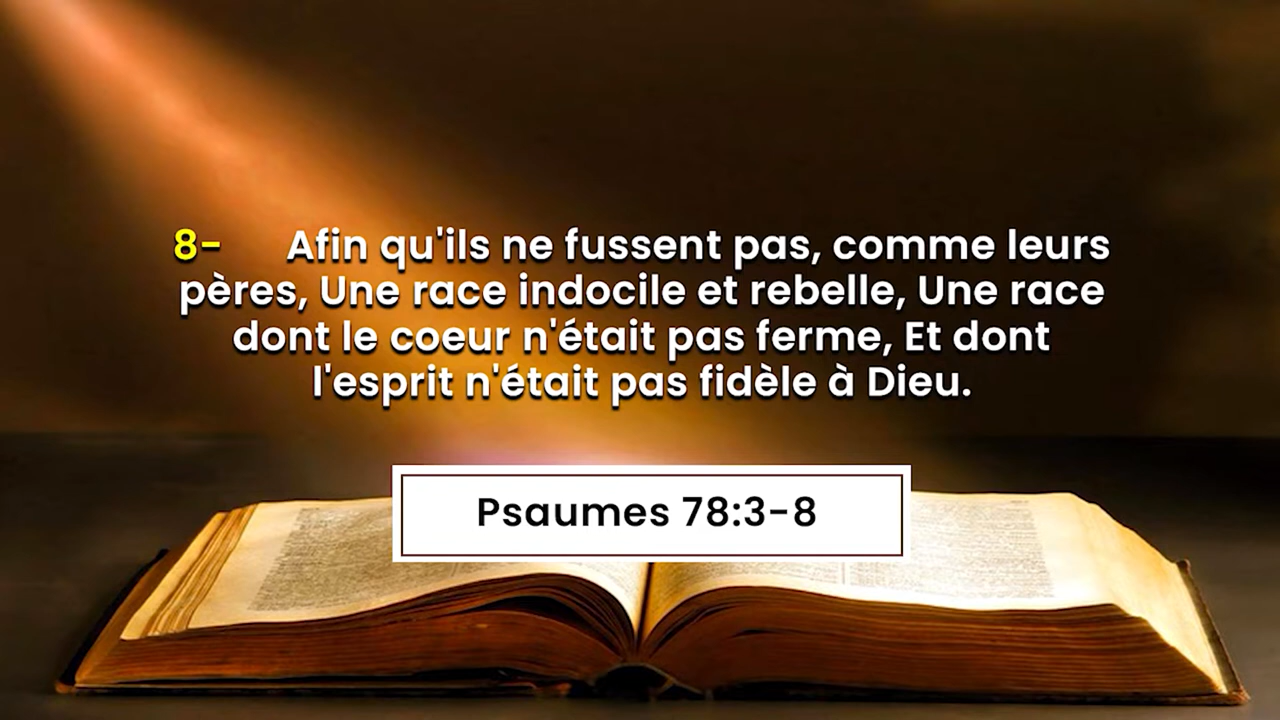 8- Afin qu'ils ne fussent pas, comme leurs
pères, Une race indocile et rebelle, Une race
dont le coeur n'était pas ferme, Et dont
l'esprit n'était pas fidèle à Dieu.
Psaumes 78:3-8